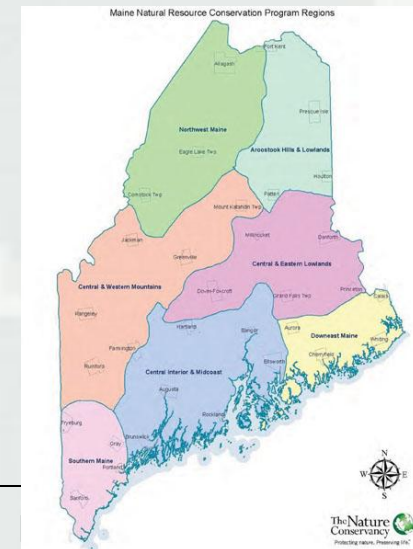 Maine Natural Resource Conservation Program Regions
Fort Kent
Allagash
Presque Isle
Northwest Maine
Aroostook Hills & Lowlands
Eagle Lake Twp
Houlton
Comstock Twp
Patten
Mount Katahdin Twp
Jackman
Millinocket
Danforth
Greenville
Central & Eastern Lowlands
Central & Western Mountains
Dover-Foxcroft
Grand Falls Twp
Princeton
Calais
Rangeley
Hartland
Bangor
Aurora
Whiting
Downeast Maine
Farmington
Cherryfield
Rumford
Central Interior & Midcoast
Ellsworth
Augusta
Fryeburg
Rockland
Gray
Brunswick
Southern Maine
Portland
N
W
E
S
Sanford
The Nature
Conservancy
Protecting nature. Preserving life.